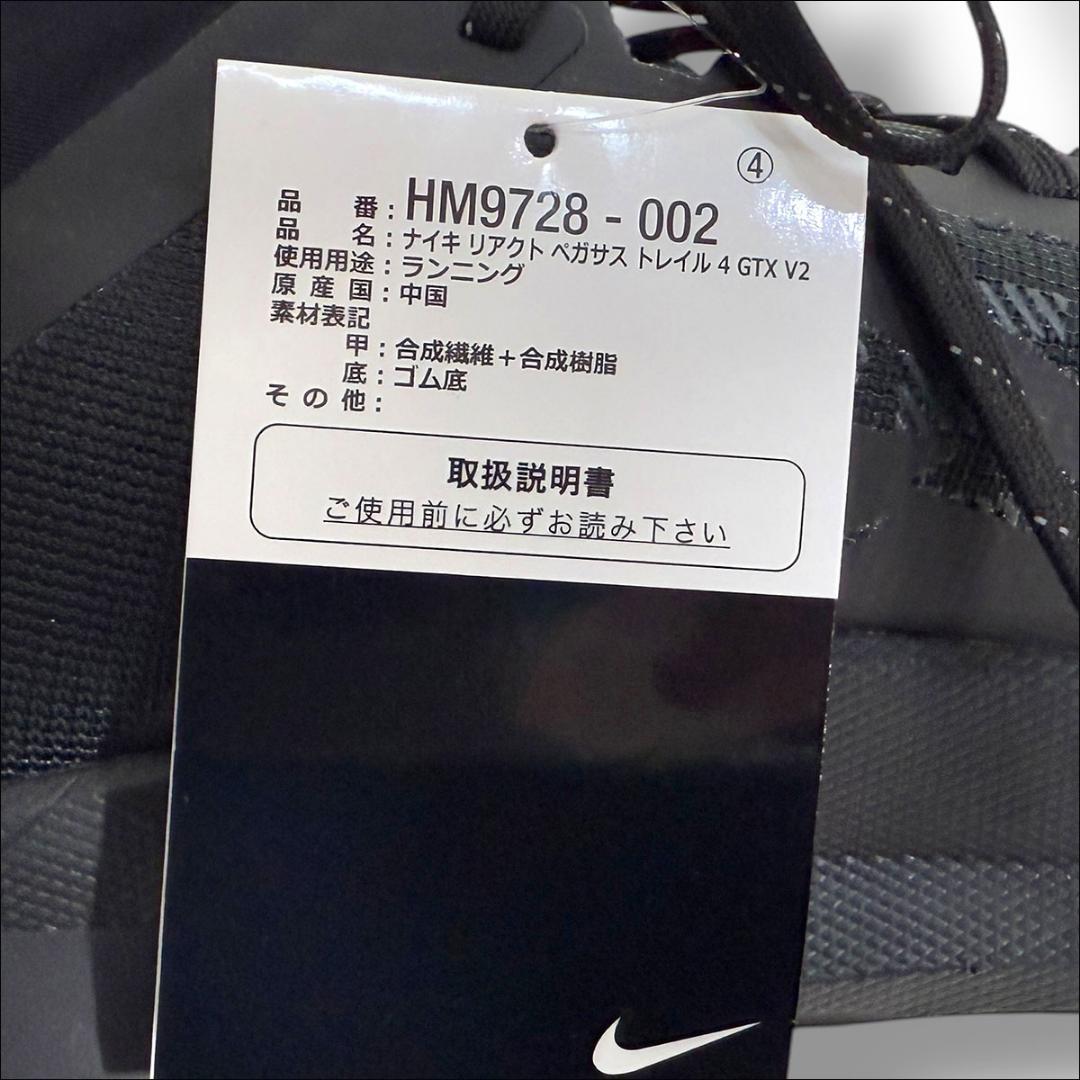 ④
品 番：HM9728 - 002
品 名：ナイキ リアクト ペガサス トレイル 4 GTX V2
使用用途：ランニング
原産国：中国
素材表記
甲：合成繊維＋合成樹脂
底：ゴム底
その他：
取扱説明書
ご使用前に必ずお読み下さい